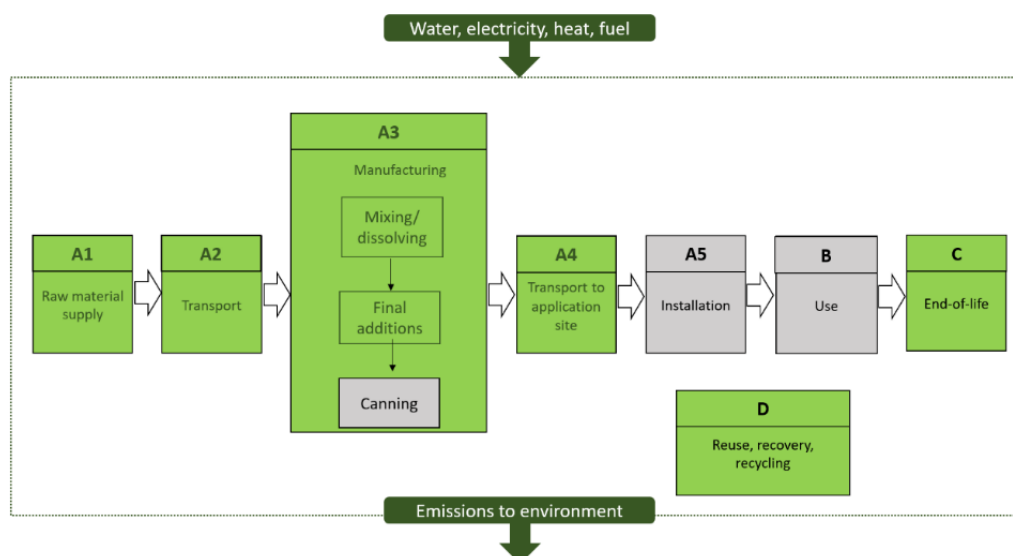 Water, electricity, heat, fuel
A3
Manufacturing
Mixing/
dissolving
Final
additions
Canning
A1
Raw material
supply
A2
Transport
A4
Transport to
application
site
A5
Installation
B
Use
C
End-of-life
D
Reuse, recovery,
recycling
Emissions to environment